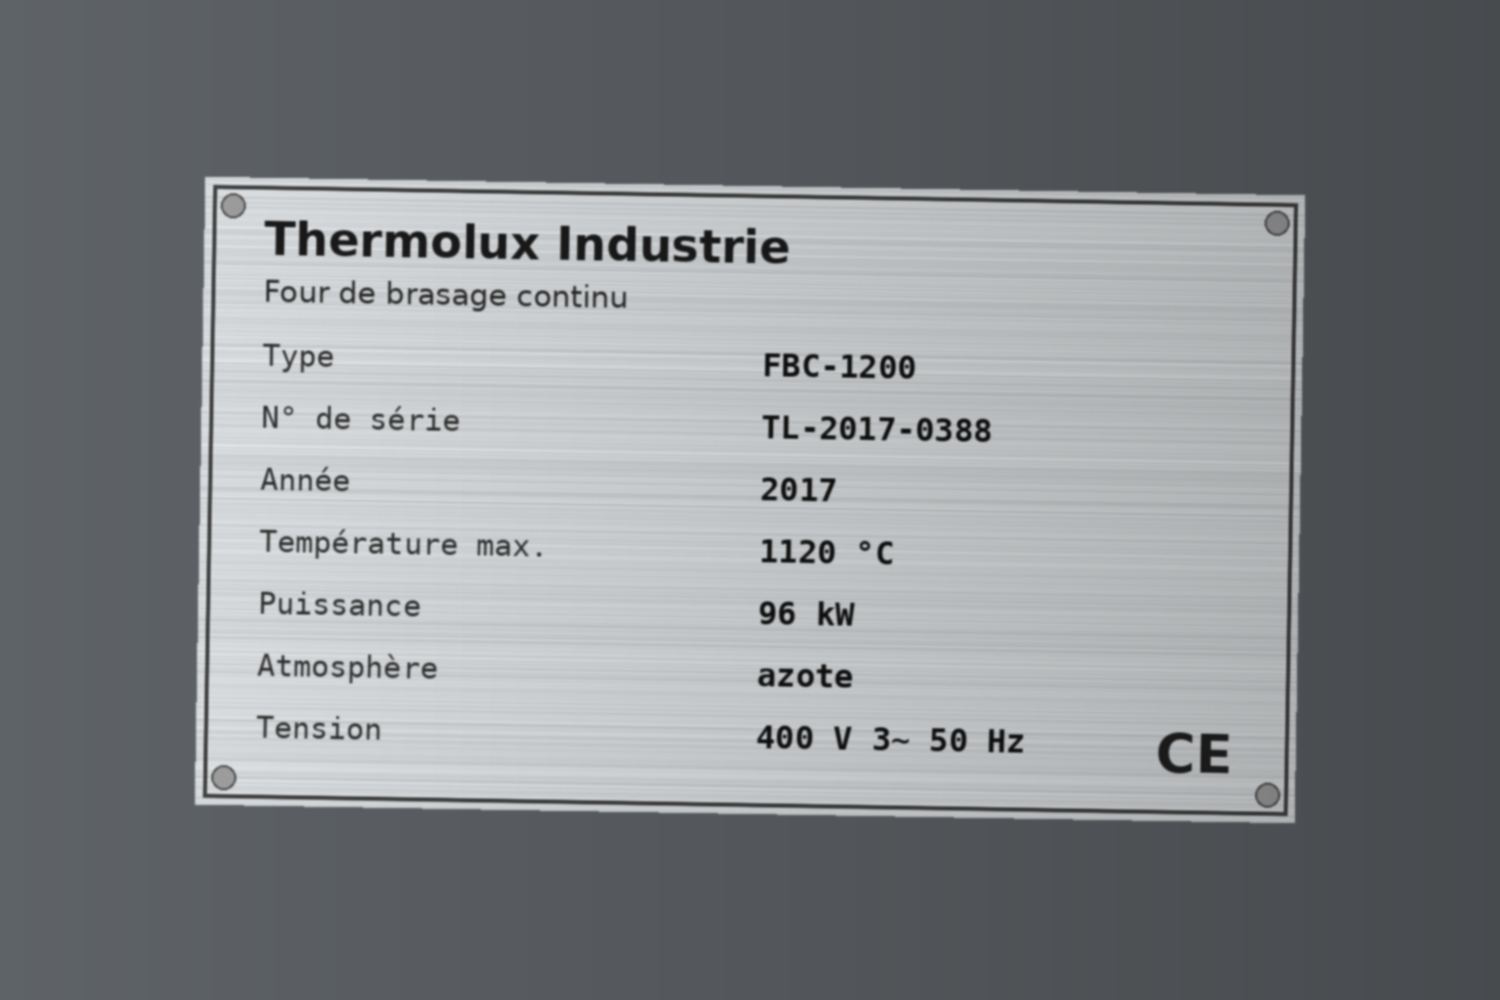 Thermolux Industrie
Four de brasage continu
Type FBC-1200
N° de série TL-2017-0388
Année 2017
Température max. 1120 °C
Puissance 96 kW
Atmosphère azote
Tension 400 V 3~ 50 Hz
CE